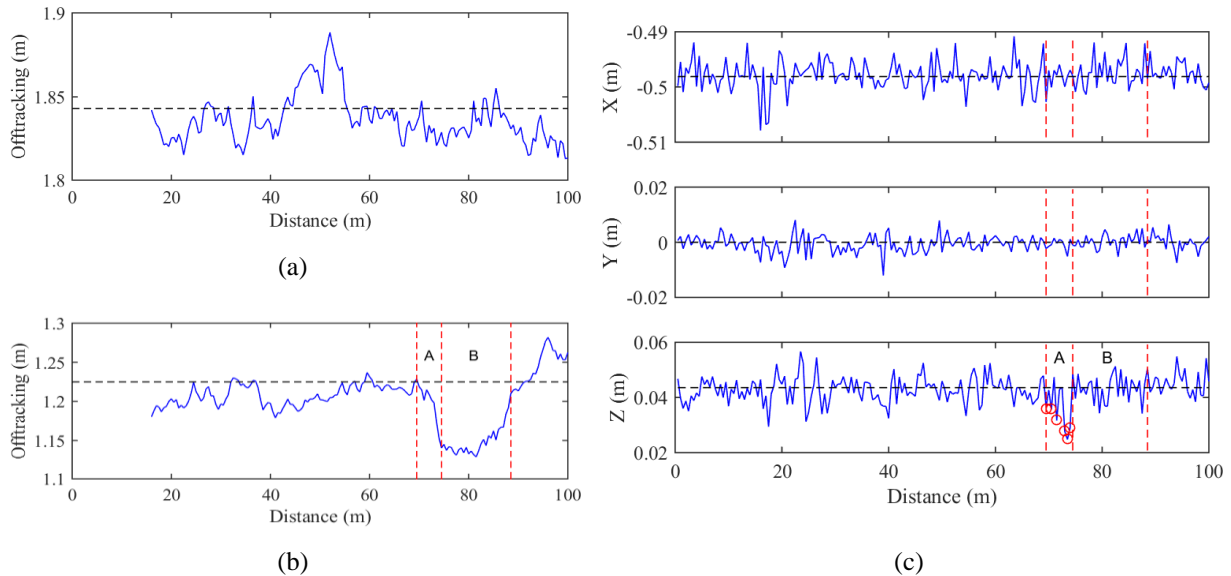 1.9
1.85
1.8
Offtracking (m)
0 20 40 60 80 100
Distance (m)
(a)
1.3
1.25
1.2
1.15
1.1
Offtracking (m)
A B
0 20 40 60 80 100
Distance (m)
(b)
-0.49
-0.5
-0.51
X (m)
0.02
0
-0.02
Y (m)
0.06
0.04
0.02
Z (m)
A B
0 20 40 60 80 100
Distance (m)
(c)